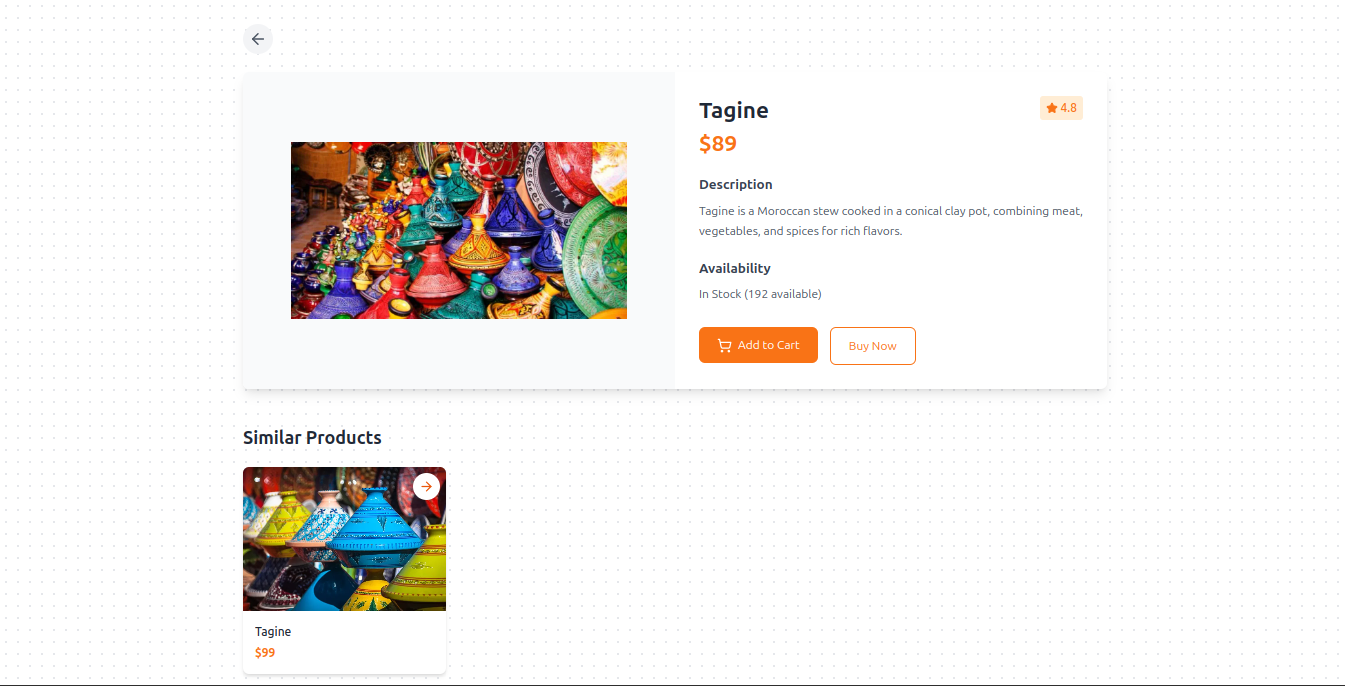 Tagine
4.8
$89
Description
Tagine is a Moroccan stew cooked in a conical clay pot, combining meat,
vegetables, and spices for rich flavors.
Availability
In Stock (192 available)
Add to Cart
Buy Now
Similar Products
Tagine
$99